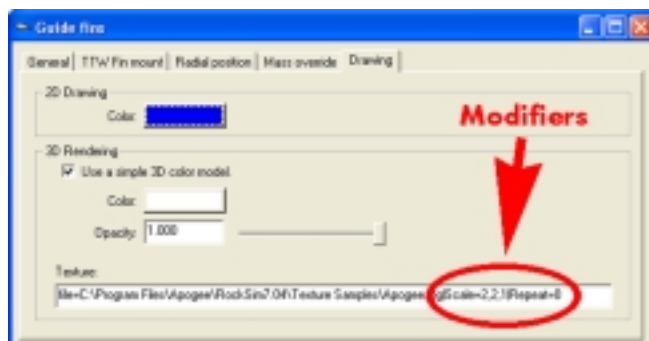 Guide fins
General TTW Fin mount Radial position Mass override Drawing
2D Drawing
Color:
Modifiers
3D Rendering
Use a simple 3D color model.
Color:
Opacity: 1.000
Texture:
file=C:\Program Files\Apogee\RockSim7.04\Texture Samples\Apogee Scale=2,2,1|Repeat=0